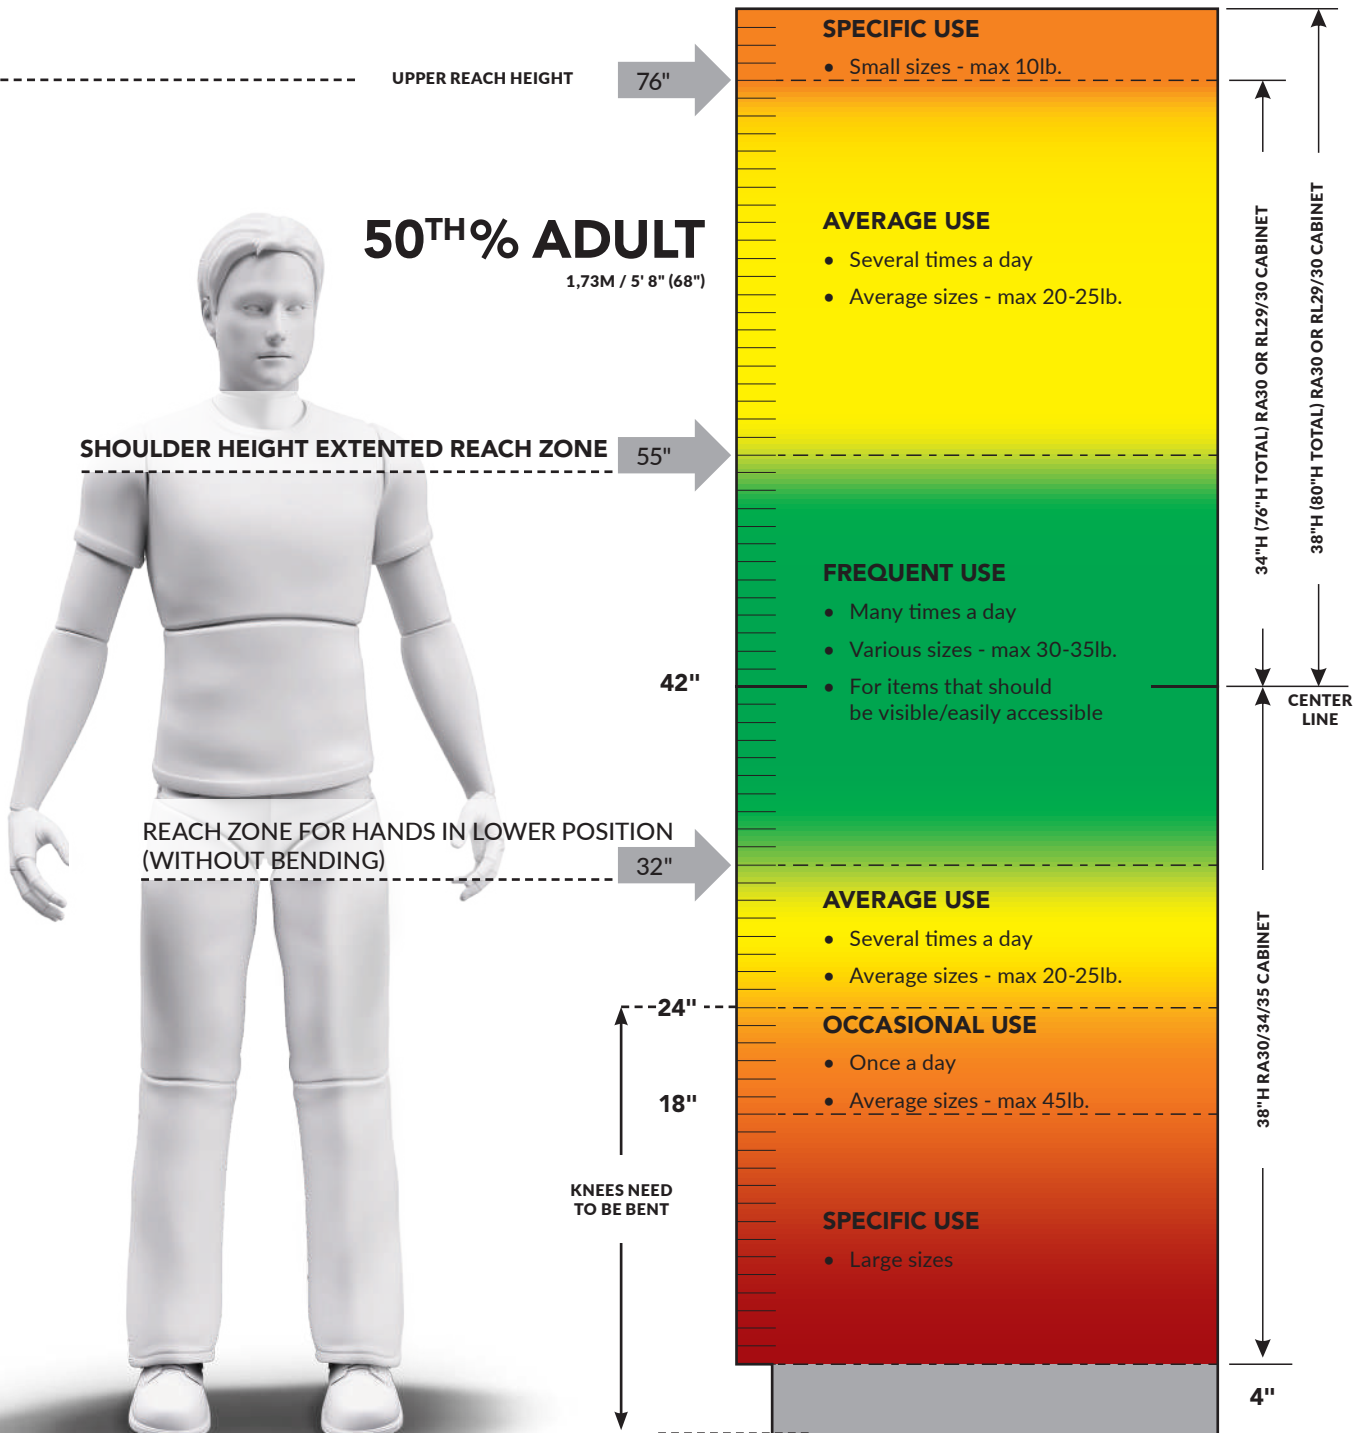 SPECIFIC USE
• Small sizes - max 10lb.
UPPER REACH HEIGHT
76"
AVERAGE USE
• Several times a day
• Average sizes - max 20-25lb.
50TH% ADULT
1,73M / 5' 8" (68")
SHOULDER HEIGHT EXTENTED REACH ZONE
55"
FREQUENT USE
• Many times a day
• Various sizes - max 30-35lb.
• For items that should
be visible/easily accessible
42"
REACH ZONE FOR HANDS IN LOWER POSITION
(WITHOUT BENDING)
32"
AVERAGE USE
• Several times a day
• Average sizes - max 20-25lb.
24"
OCCASIONAL USE
• Once a day
• Average sizes - max 45lb.
18"
KNEES NEED
TO BE BENT
SPECIFIC USE
• Large sizes
34"H (76"H TOTAL) RA30 OR RL29/30 CABINET
38"H (80"H TOTAL) RA30 OR RL29/30 CABINET
CENTER
LINE
38"H RA30/34/35 CABINET
4"